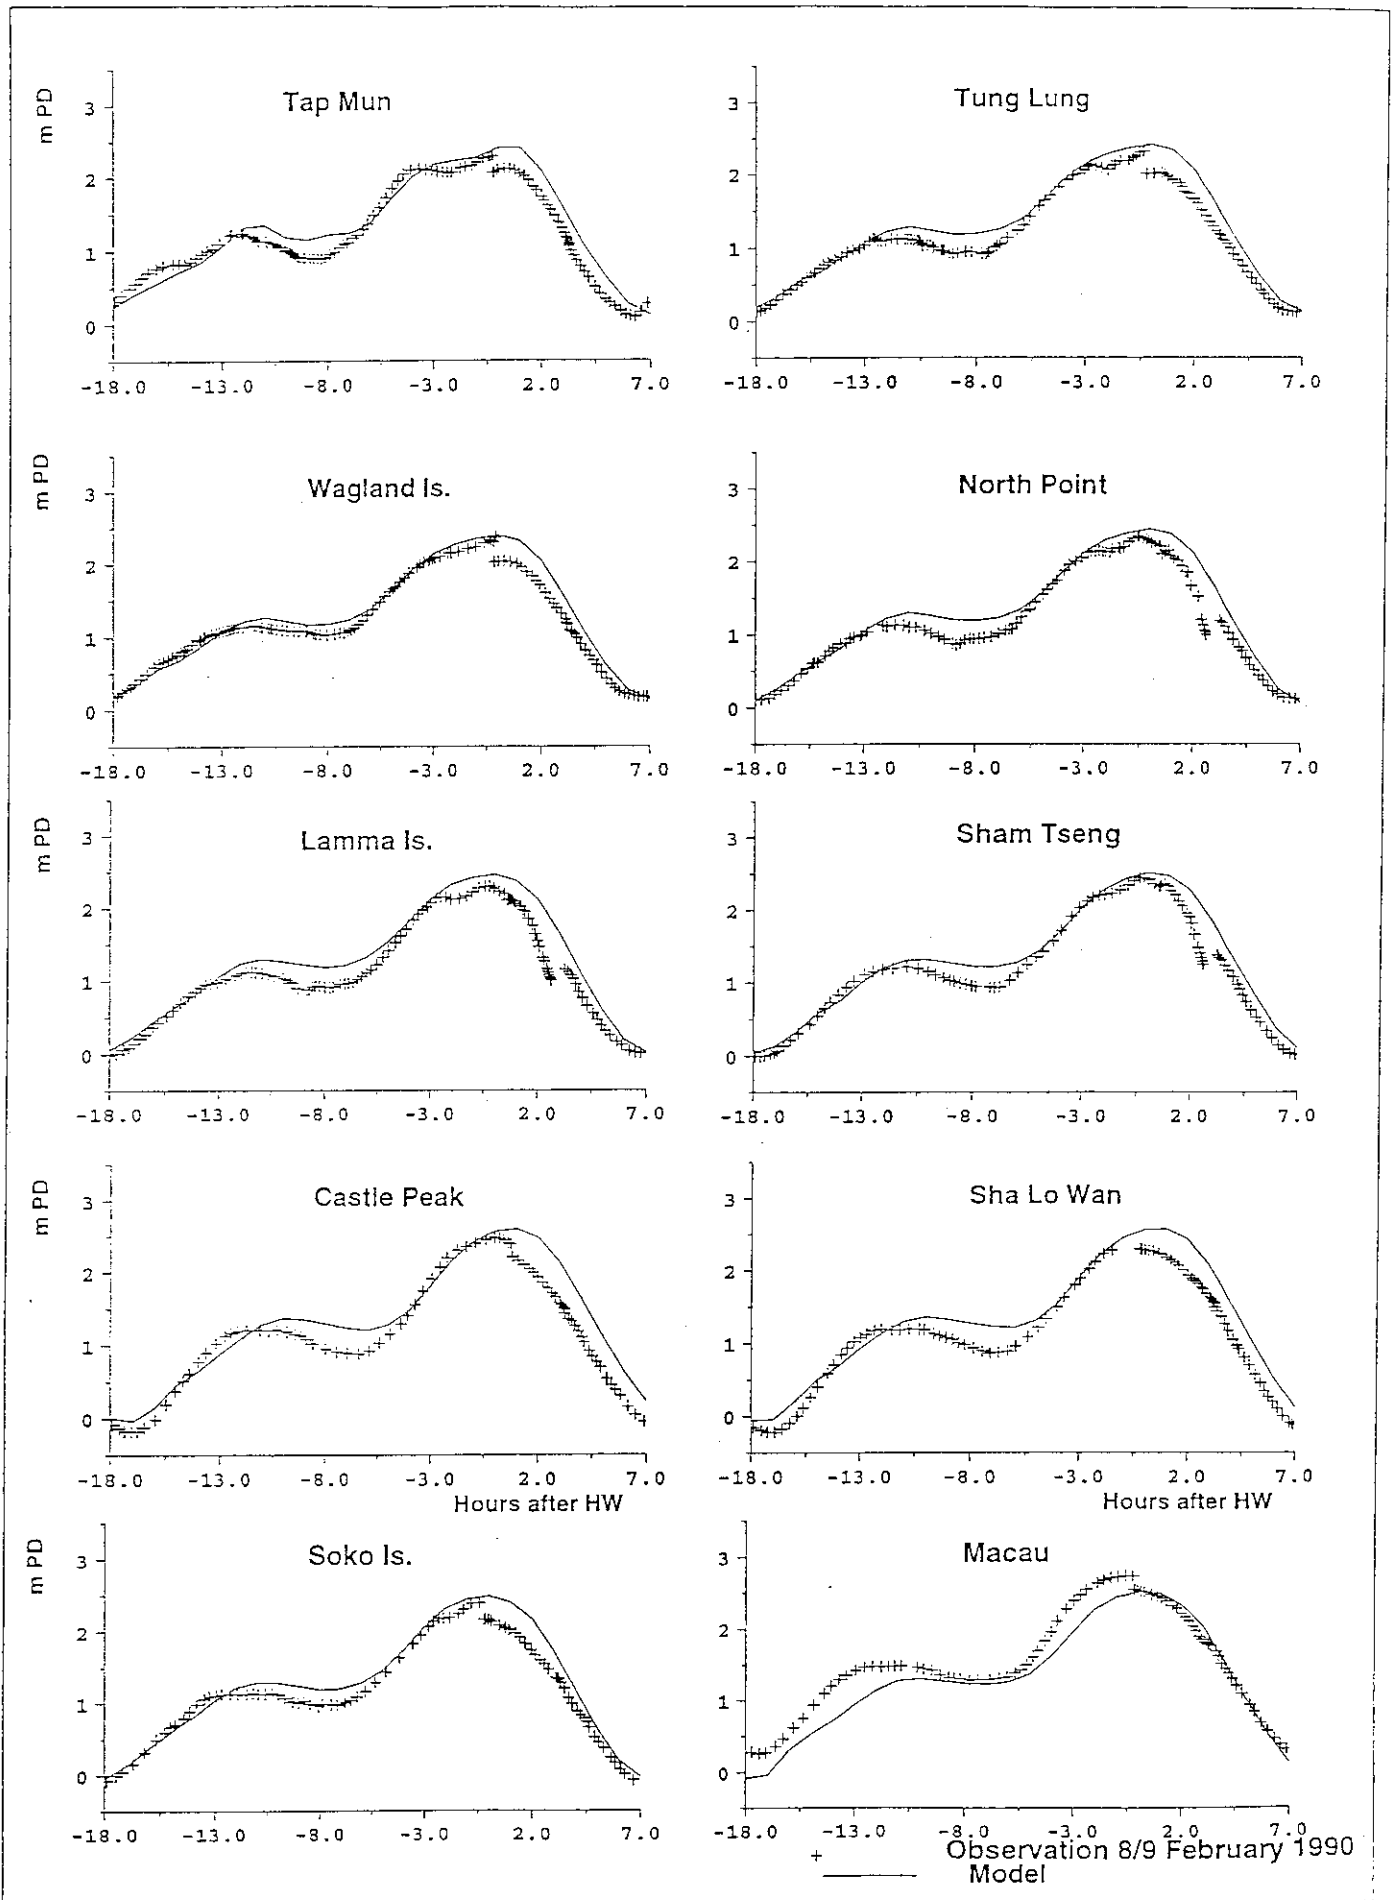 Tap Mun
Tung Lung
m PD
3
2
1
0
3
2
1
0
-18.0 -13.0 -8.0 -3.0 2.0 7.0
-18.0 -13.0 -8.0 -3.0 2.0 7.0
Wagland Is.
North Point
m PD
3
2
1
0
3
2
1
0
-18.0 -13.0 -8.0 -3.0 2.0 7.0
-18.0 -13.0 -8.0 -3.0 2.0 7.0
Lamma Is.
Sham Tseng
m PD
3
2
1
0
3
2
1
0
-18.0 -13.0 -8.0 -3.0 2.0 7.0
-18.0 -13.0 -8.0 -3.0 2.0 7.0
Castle Peak
Sha Lo Wan
m PD
3
2
1
0
3
2
1
0
-18.0 -13.0 -8.0 -3.0 2.0 7.0
-18.0 -13.0 -8.0 -3.0 2.0 7.0
Hours after HW
Hours after HW
Soko Is.
Macau
m PD
3
2
1
0
3
2
1
0
-18.0 -13.0 -8.0 -3.0 2.0 7.0
-18.0 -13.0 -8.0 -3.0 2.0 7.0
+ Observation 8/9 February 1990
Model